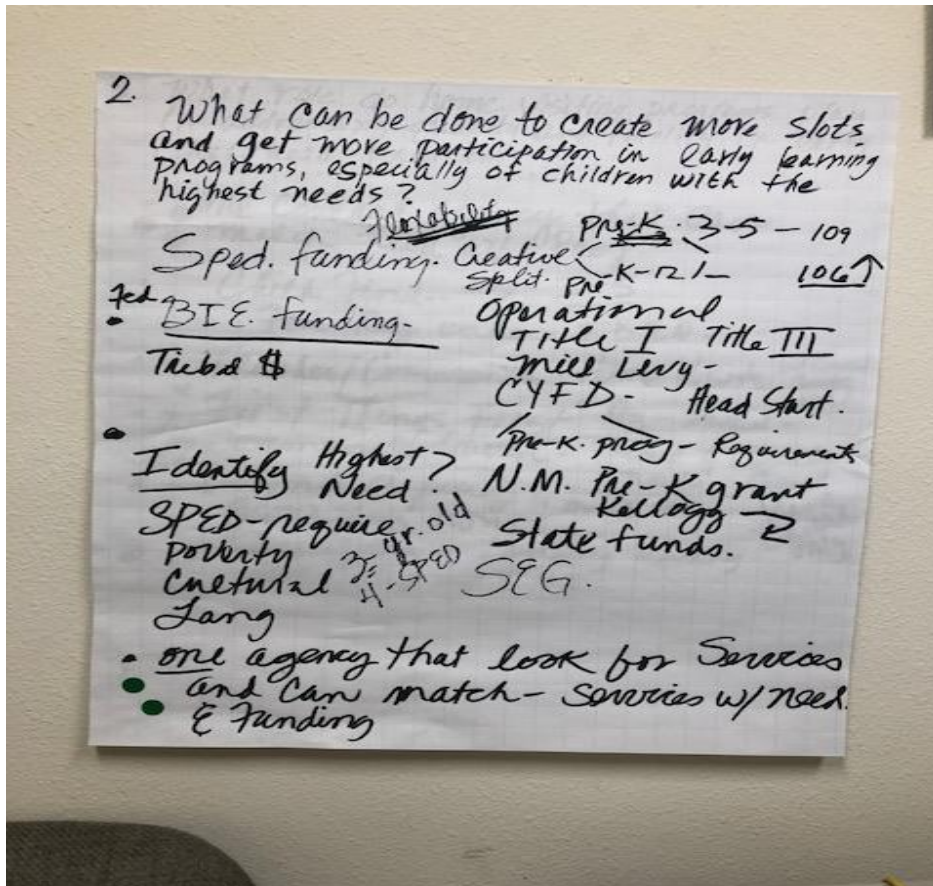 2.
What can be done to create more slots
and get more participation in early learning
programs, especially of children with the
highest needs?
Flexability
Sped. funding. Creative Split.
Pre-K 3-5 - 109
Pre K-12 - 106↑
Fed
• BIE. funding-
Tribal $
Operational
Title I Title III
Mill Levy-
CYFD - Head Start.
Pre-K. prog - Requirements
N.M. Pre-K grant
Kellogg
State funds.
SEG.
• Identify Highest Need?
SPED-require
Poverty
Cultural
Lang
3= yr. old
4-SPED
• one agency that look for Services
and can match - services w/ need.
& Funding